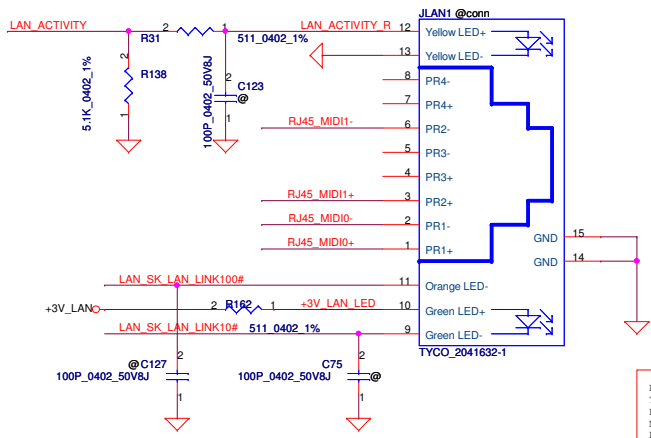 JLAN1 @conn
LAN_ACTIVITY
2
R31
1
511_0402_1%
LAN_ACTIVITY_R
12
Yellow LED+
13
Yellow LED-
2
R138
1
5.1K_0402_1%
2
C123
@
1
100P_0402_50V8J
8
PR4-
7
PR4+
RJ45_MIDI1-
6
PR2-
5
PR3-
4
PR3+
RJ45_MIDI1+
3
PR2+
RJ45_MIDI0-
2
PR1-
RJ45_MIDI0+
1
PR1+
GND
15
GND
14
LAN_SK_LAN_LINK100#
11
Orange LED-
+3V_LAN
2
R162
1
+3V_LAN_LED
10
Green LED+
LAN_SK_LAN_LINK10#
511_0402_1%
9
Green LED-
TYCO_2041632-1
2
@C127
100P_0402_50V8J
1
2
C75
100P_0402_50V8J
@
1